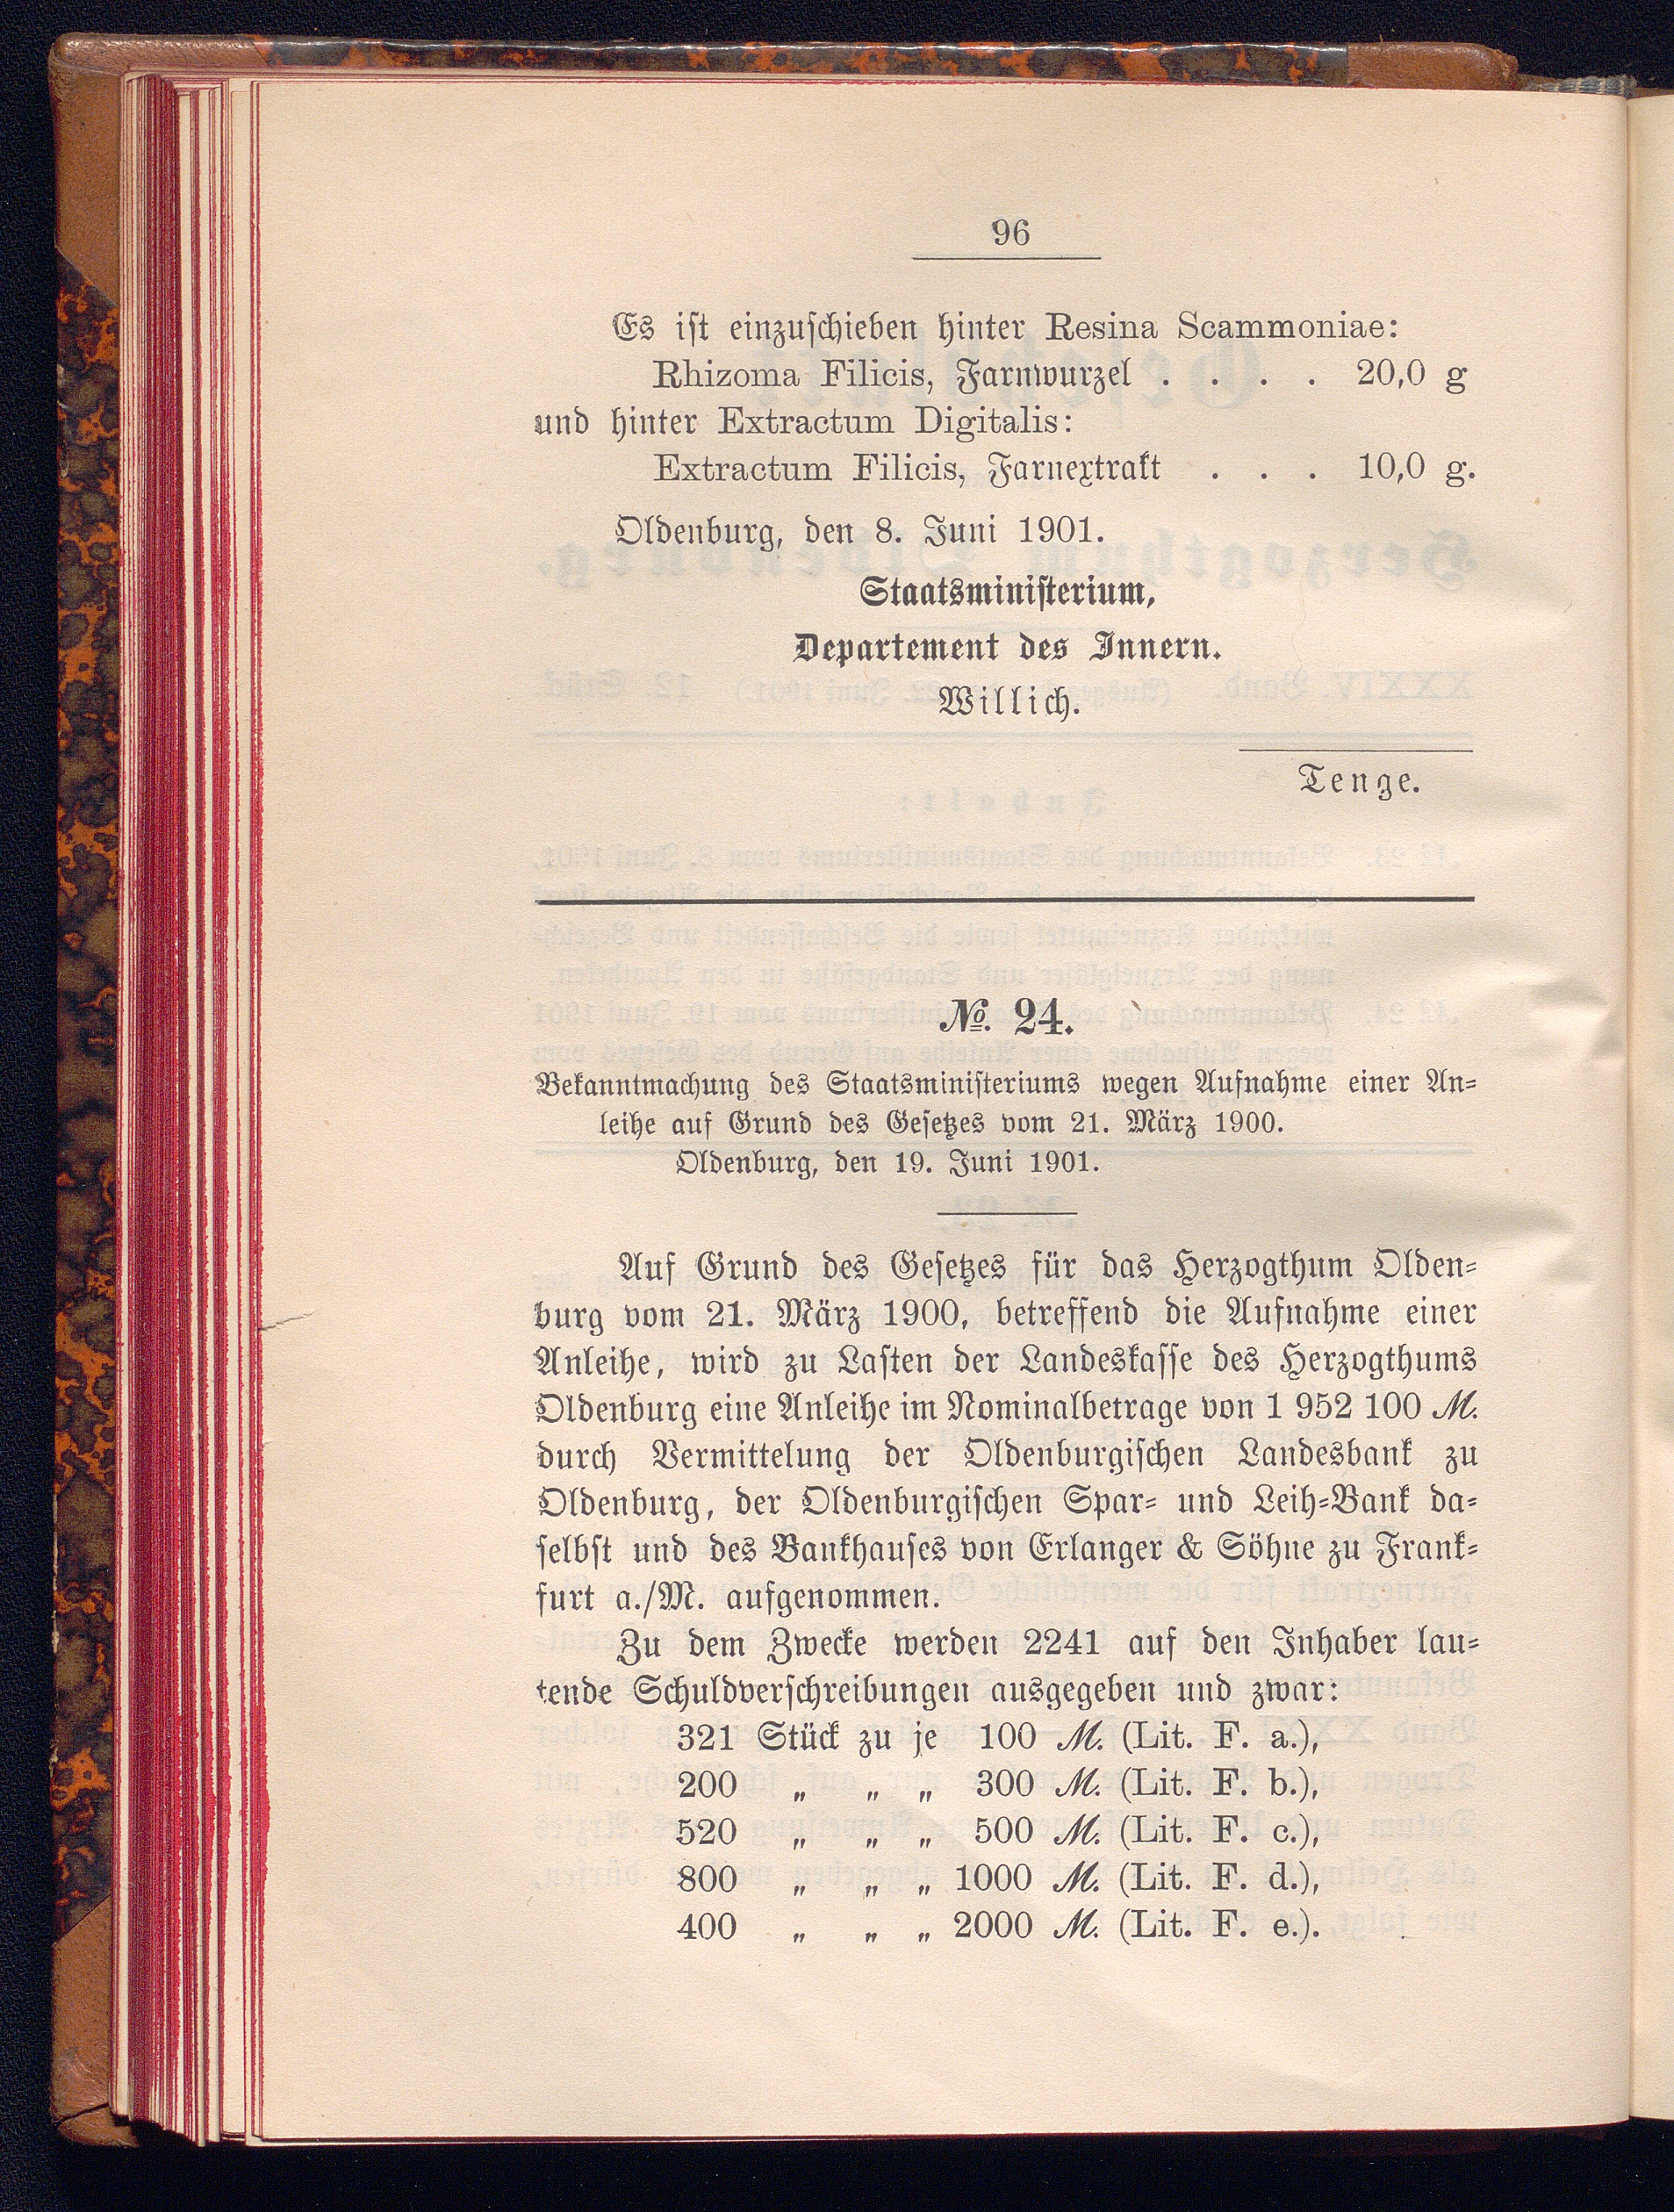 96
Es ist einzuschieben hinter Resina Scammoniae:
Rhizoma Filicis, Farnwurzel . . . . 20,0 g
und hinter Extractum Digitalis:
Extractum Filicis, Farnextrakt . . . 10,0 g.
Oldenburg, den 8. Juni 1901.
Staatsministerium,
Departement des Innern.
Willich.
Tenge.
№. 24.
Bekanntmachung des Staatsministeriums wegen Aufnahme einer An-
leihe auf Grund des Gesetzes vom 21. März 1900.
Oldenburg, den 19. Juni 1901.
Auf Grund des Gesetzes für das Herzogthum Olden-
burg vom 21. März 1900, betreffend die Aufnahme einer
Anleihe, wird zu Lasten der Landeskasse des Herzogthums
Oldenburg eine Anleihe im Nominalbetrage von 1 952 100 ℳ.
durch Vermittelung der Oldenburgischen Landesbank zu
Oldenburg, der Oldenburgischen Spar- und Leih-Bank da-
selbst und des Bankhauses von Erlanger & Söhne zu Frank-
furt a./M. aufgenommen.
Zu dem Zwecke werden 2241 auf den Inhaber lau-
tende Schuldverschreibungen ausgegeben und zwar:
321 Stück zu je 100 ℳ. (Lit. F. a.),
200 „ „ „ 300 ℳ. (Lit. F. b.),
520 „ „ „ 500 ℳ. (Lit. F. c.),
800 „ „ „ 1000 ℳ. (Lit. F. d.),
400 „ „ „ 2000 ℳ. (Lit. F. e.).